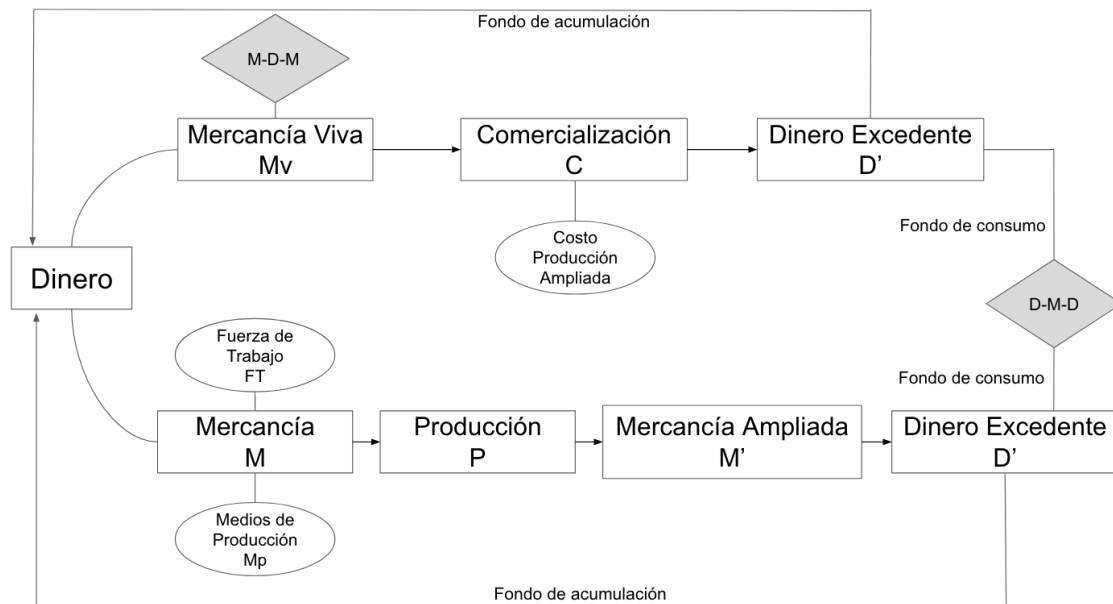 Fondo de acumulación
M-D-M
Mercancía Viva
Mv
Comercialización
C
Dinero Excedente
D’
Costo
Producción
Ampliada
Fondo de consumo
Dinero
D-M-D
Fuerza de
Trabajo
FT
Fondo de consumo
Mercancía
M
Producción
P
Mercancía Ampliada
M’
Dinero Excedente
D’
Medios de
Producción
Mp
Fondo de acumulación